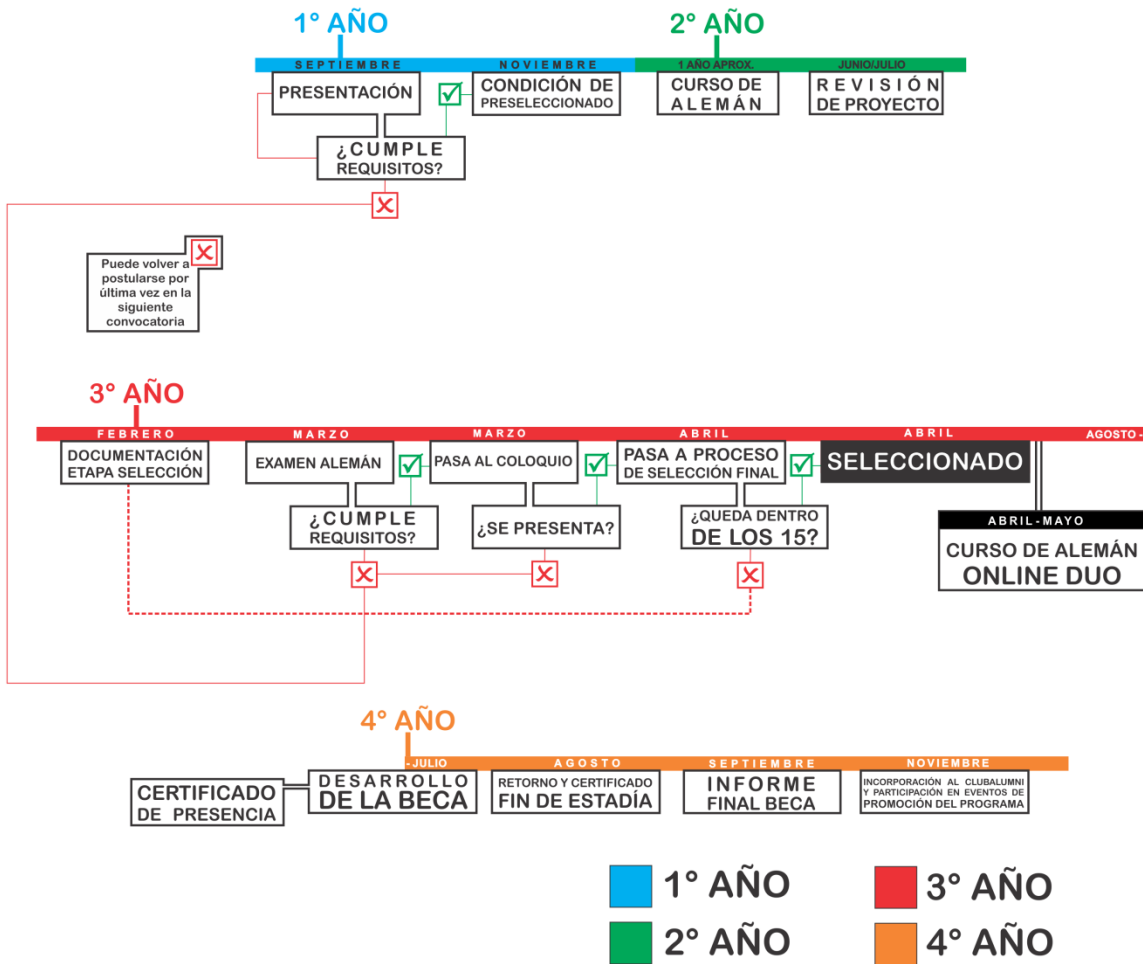 1° AÑO
2° AÑO
SEPTIEMBRE
NOVIEMBRE
1 AÑO APROX.
JUNIO/JULIO
PRESENTACIÓN
CONDICIÓN DE
PRESELECCIONADO
CURSO DE
ALEMÁN
REVISIÓN
DE PROYECTO
¿CUMPLE
REQUISITOS?
Puede volver a
postularse por
última vez en la
siguiente
convocatoria
3° AÑO
FEBRERO
MARZO
MARZO
ABRIL
ABRIL
AGOSTO -
DOCUMENTACIÓN
ETAPA SELECCIÓN
EXAMEN ALEMÁN
PASA AL COLOQUIO
PASA A PROCESO
DE SELECCIÓN FINAL
SELECCIONADO
¿CUMPLE
REQUISITOS?
¿SE PRESENTA?
¿QUEDA DENTRO
DE LOS 15?
ABRIL-MAYO
CURSO DE ALEMÁN
ONLINE DUO
4° AÑO
- JULIO
AGOSTO
SEPTIEMBRE
NOVIEMBRE
CERTIFICADO
DE PRESENCIA
DESARROLLO
DE LA BECA
RETORNO Y CERTIFICADO
FIN DE ESTADÍA
INFORME
FINAL BECA
INCORPORACIÓN AL CLUBALUMNI
Y PARTICIPACIÓN EN EVENTOS DE
PROMOCIÓN DEL PROGRAMA
1° AÑO
3° AÑO
2° AÑO
4° AÑO